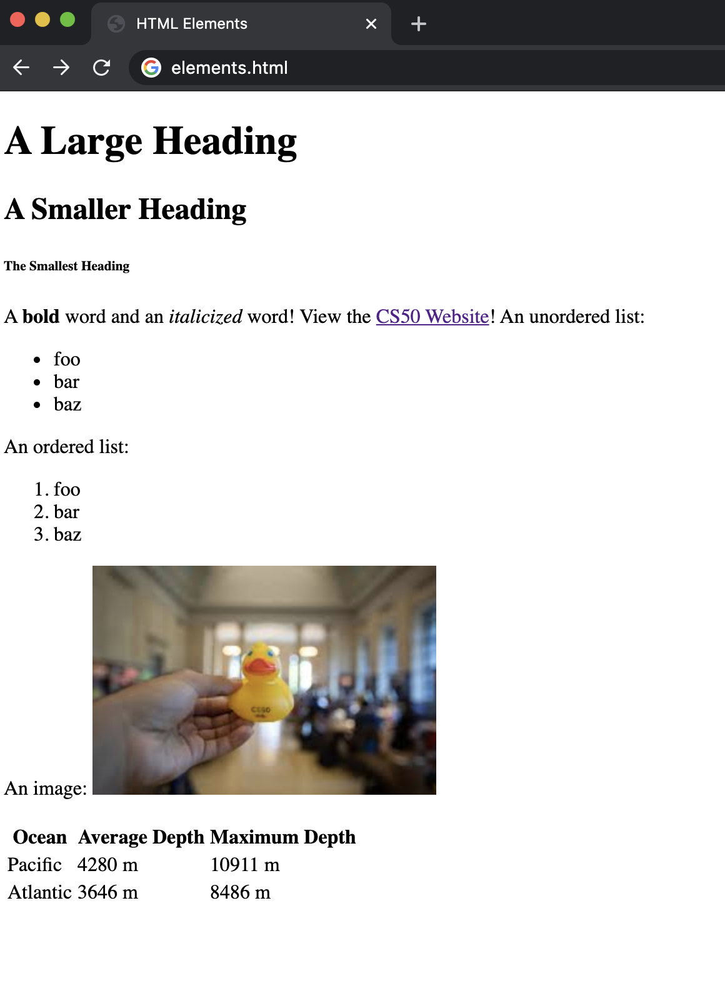 HTML Elements
elements.html
A Large Heading
A Smaller Heading
The Smallest Heading
A bold word and an italicized word! View the CS50 Website! An unordered list:
• foo
• bar
• baz
An ordered list:
1. foo
2. bar
3. baz
CS50
An image:
Ocean Average Depth Maximum Depth
Pacific 4280 m 10911 m
Atlantic 3646 m 8486 m